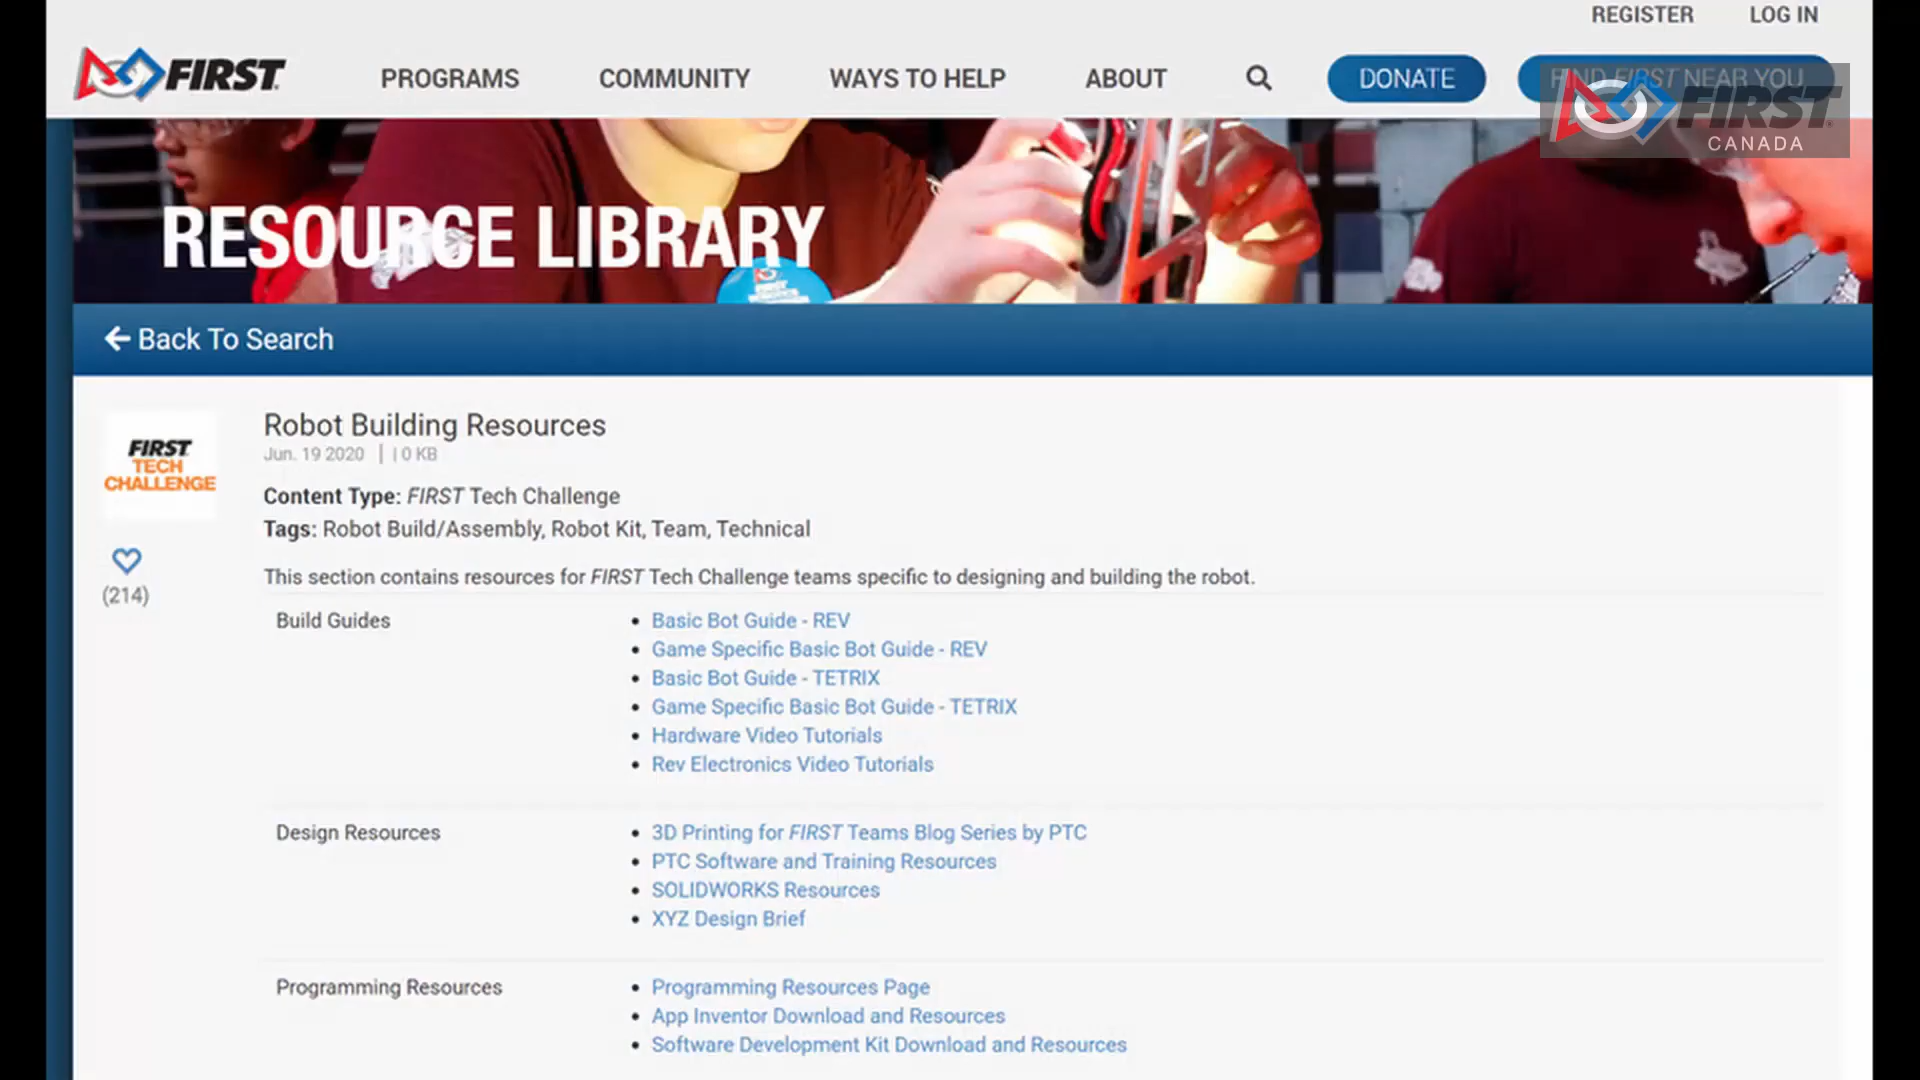 REGISTER LOG IN
FIRST PROGRAMS COMMUNITY WAYS TO HELP ABOUT DONATE FIND FIRST NEAR YOU
FIRST
CANADA
RESOURCE LIBRARY
FIRST
Back To Search
Robot Building Resources
Jun. 19 2020 | | 0 KB
FIRST
TECH
CHALLENGE
Content Type: FIRST Tech Challenge
Tags: Robot Build/Assembly, Robot Kit, Team, Technical
(214)
This section contains resources for FIRST Tech Challenge teams specific to designing and building the robot.
Build Guides
• Basic Bot Guide - REV
• Game Specific Basic Bot Guide - REV
• Basic Bot Guide - TETRIX
• Game Specific Basic Bot Guide - TETRIX
• Hardware Video Tutorials
• Rev Electronics Video Tutorials
Design Resources
• 3D Printing for FIRST Teams Blog Series by PTC
• PTC Software and Training Resources
• SOLIDWORKS Resources
• XYZ Design Brief
Programming Resources
• Programming Resources Page
• App Inventor Download and Resources
• Software Development Kit Download and Resources